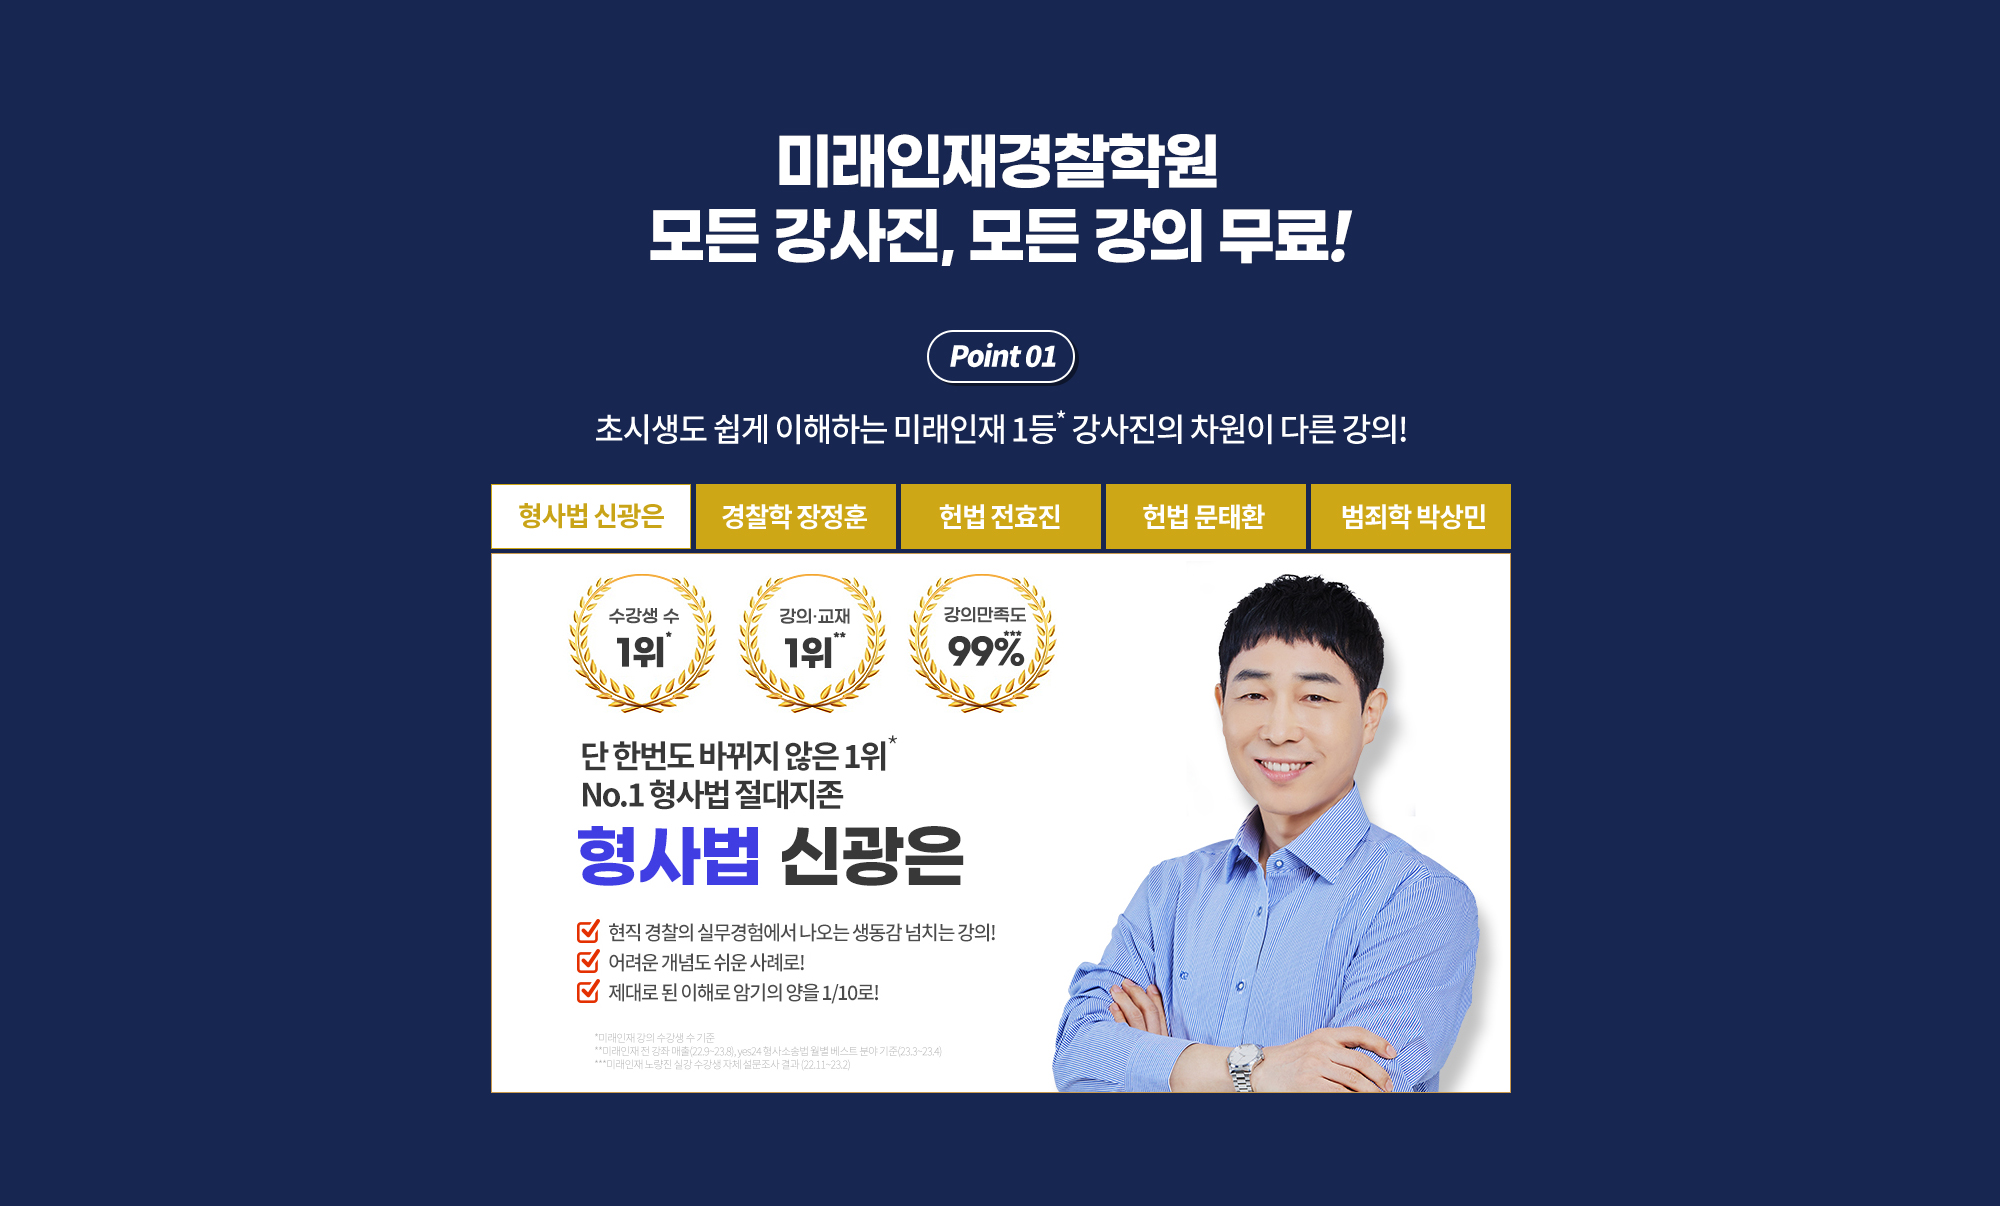 미래인재경찰학원
모든 강사진, 모든 강의 무료!
Point 01
초시생도 쉽게 이해하는 미래인재 1등* 강사진의 차원이 다른 강의!
형사법 신광은
경찰학 장정훈
헌법 전효진
헌법 문태환
범죄학 박상민
수강생 수
1위*
강의·교재
1위**
강의만족도
99%***
단 한번도 바뀌지 않은 1위*
No.1 형사법 절대지존
형사법 신광은
현직 경찰의 실무경험에서 나오는 생동감 넘치는 강의!
어려운 개념도 쉬운 사례로!
제대로 된 이해로 암기의 양을 1/10로!
*미래인재 강의 수강생 수 기준
**미래인재 전 강좌 매출(22.9~23.8), yes24 형사소송법 월별 베스트 분야 기준(23.3~23.4)
***미래인재 노량진 실강 수강생 자체 설문조사 결과 (22.11~23.2)